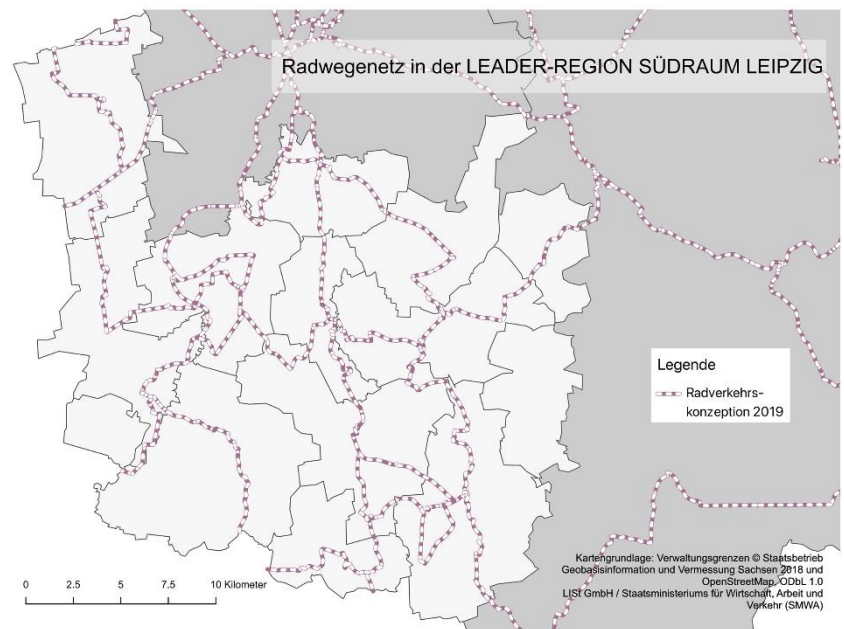 Radwegenetz in der LEADER-REGION SÜDRAUM LEIPZIG
Legende
Radverkehrs-
konzeption 2019
0 2.5 5 7.5 10 Kilometer
Kartengrundlage: Verwaltungsgrenzen © Staatsbetrieb
Geobasisinformation und Vermessung Sachsen 2018 und
OpenStreetMap, ODbL 1.0
LISt GmbH / Staatsministeriums für Wirtschaft, Arbeit und
Verkehr (SMWA)